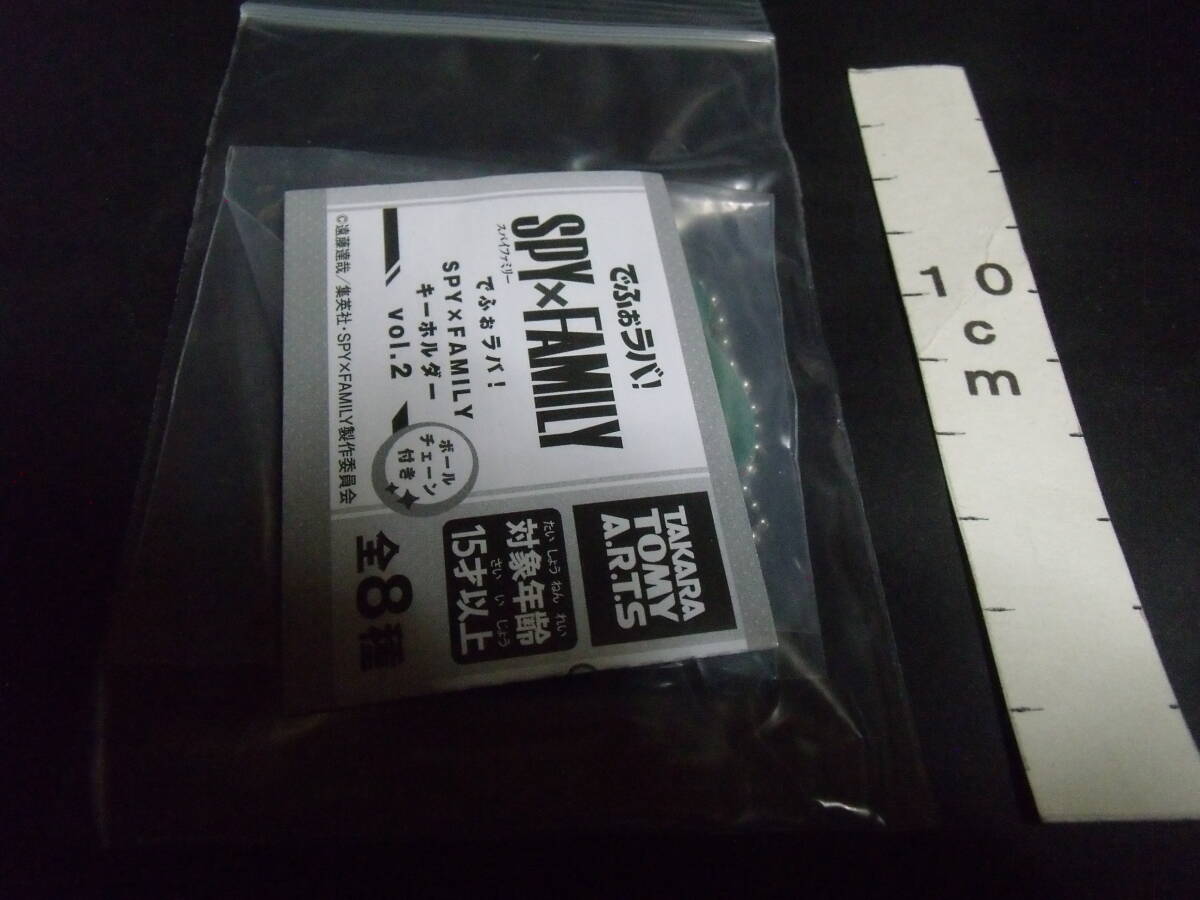 でふぉラバ!
SPY×FAMILY
スパイファミリー
でふぉラバ!
SPY×FAMILY
キーホルダー
vol.2
ボール
チェーン
付き
©遠藤達哉/集英社・SPY×FAMILY製作委員会
TAKARA
TOMY
A.R.T.S
たいしょうねんれい
対象年齢
さいいじょう
15才以上
全8種
10
cm